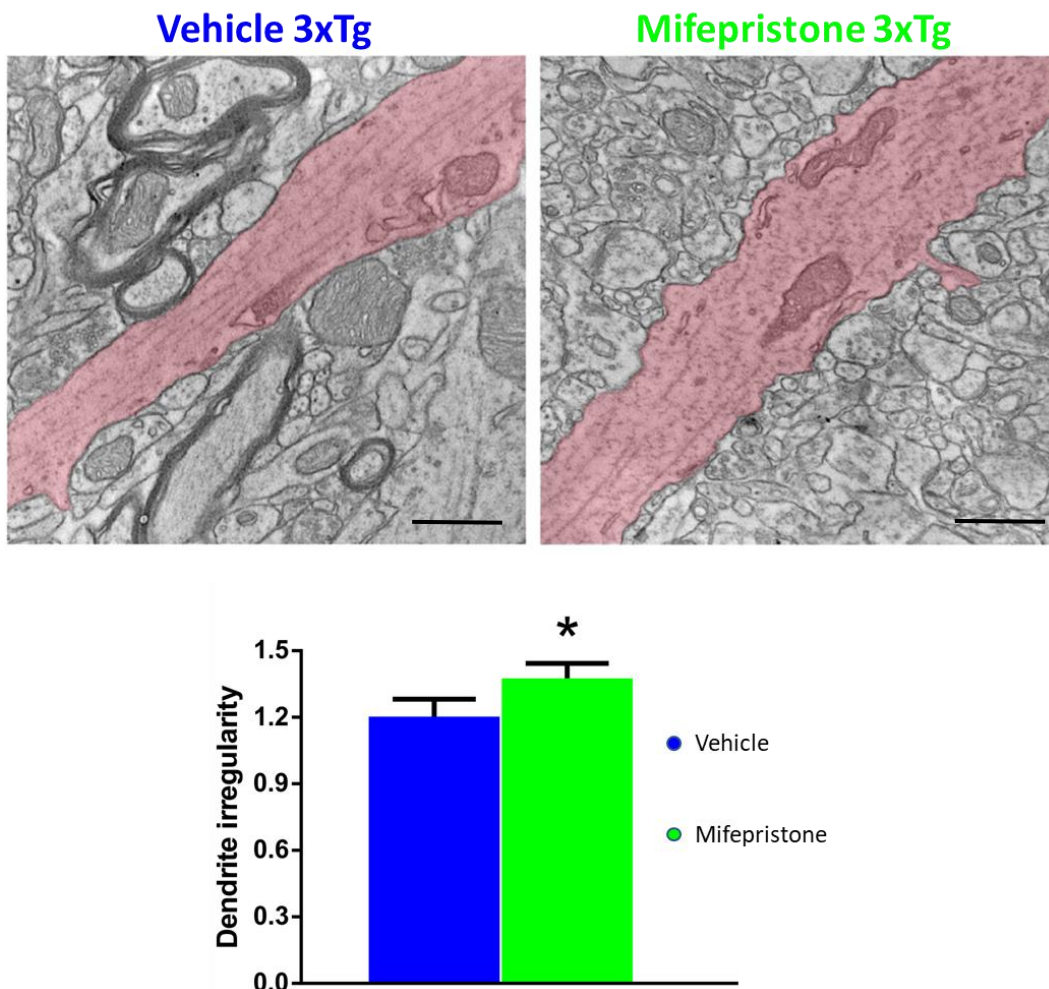 Vehicle 3xTg
Mifepristone 3xTg
*
Dendrite irregularity
1.5
1.2
0.9
0.6
0.3
0.0
Vehicle
Mifepristone